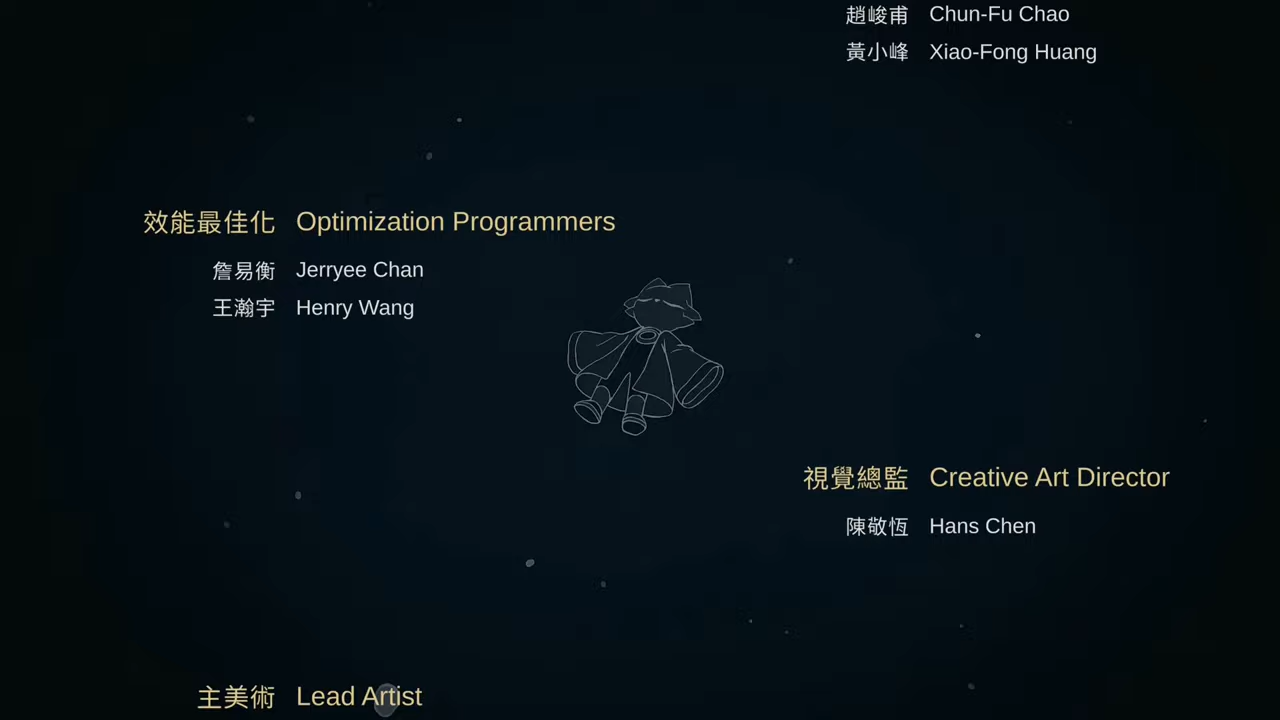 趙峻甫 Chun-Fu Chao
黃小峰 Xiao-Fong Huang
效能最佳化 Optimization Programmers
詹易衡 Jerryee Chan
王瀚宇 Henry Wang
視覺總監 Creative Art Director
陳敬恆 Hans Chen
主美術 Lead Artist